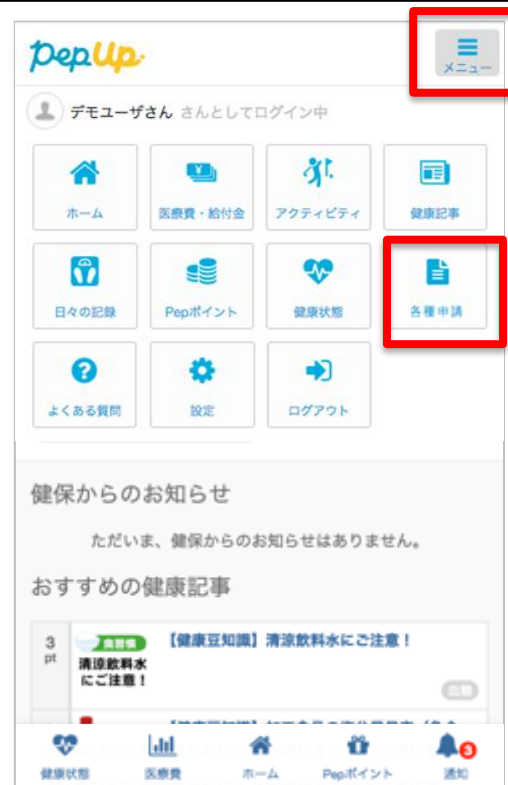 PepUp
メニュー
デモユーザさん さんとしてログイン中
ホーム
医療費・給付金
アクティビティ
健康記事
日々の記録
Pepポイント
健康状態
各種申請
よくある質問
設定
ログアウト
健保からのお知らせ
ただいま、健保からのお知らせはありません。
おすすめの健康記事
3
pt
食習慣
清涼飲料水
にご注意!
【健康豆知識】清涼飲料水にご注意!
血糖
3
健康状態
医療費
ホーム
Pepポイント
通知